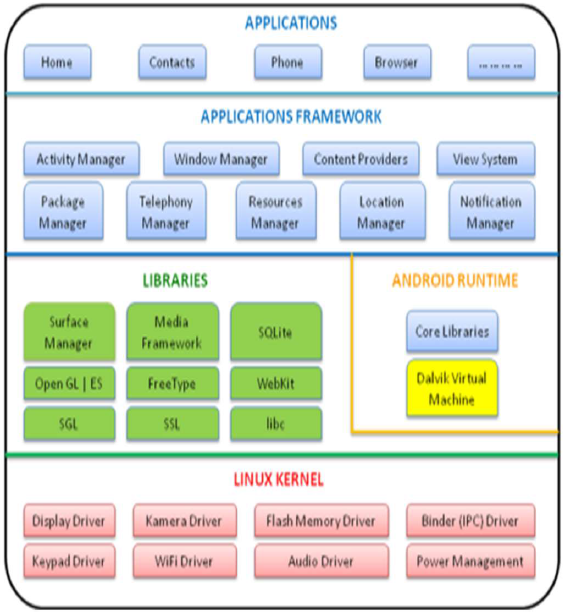 APPLICATIONS
Home
Contacts
Phone
Browser
... ... ... ...
APPLICATIONS FRAMEWORK
Activity Manager
Window Manager
Content Providers
View System
Package
Manager
Telephony
Manager
Resources
Manager
Location
Manager
Notification
Manager
LIBRARIES
Surface
Manager
Media
Framework
SQLite
Open GL | ES
FreeType
WebKit
SGL
SSL
libc
ANDROID RUNTIME
Core Libraries
Dalvik Virtual
Machine
LINUX KERNEL
Display Driver
Kamera Driver
Flash Memory Driver
Binder (IPC) Driver
Keypad Driver
WiFi Driver
Audio Driver
Power Management